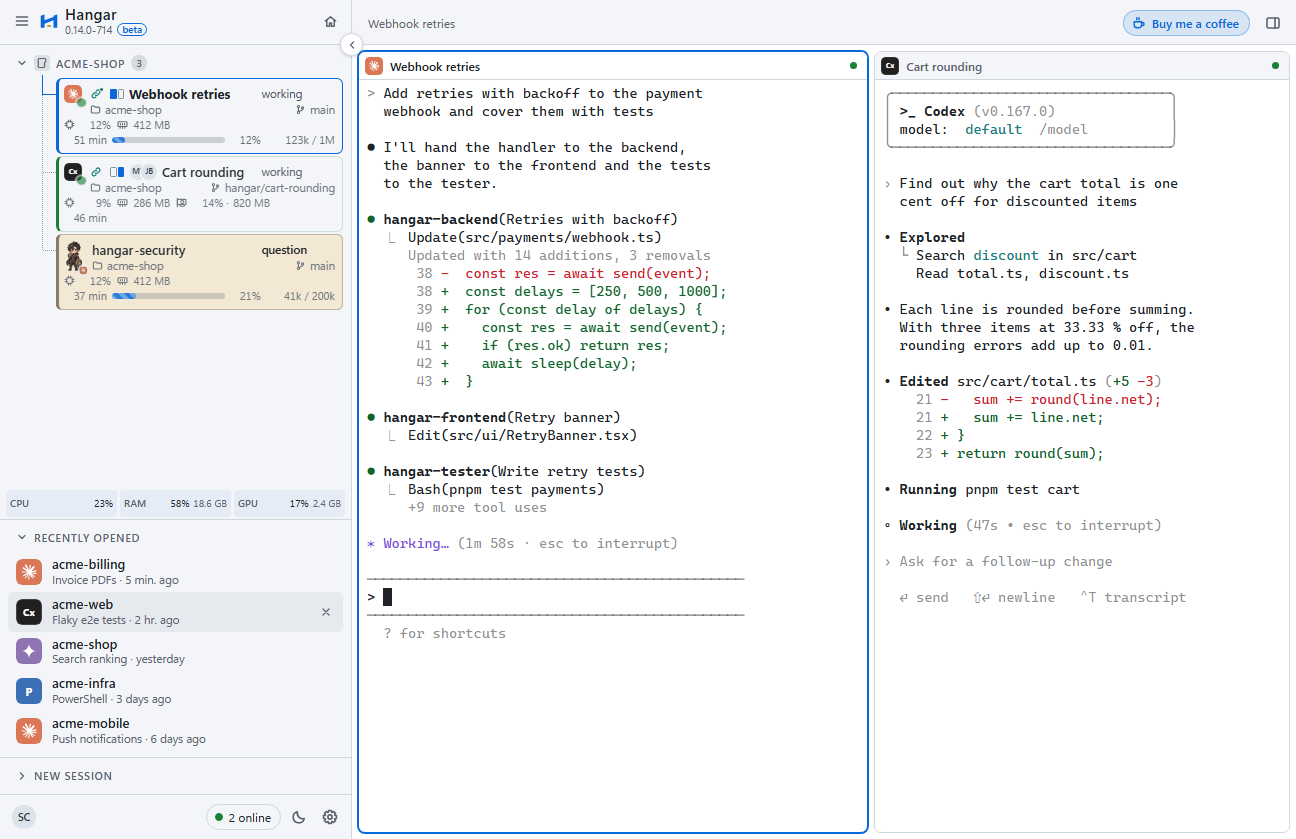 Hangar
0.14.0-714 beta
ACME-SHOP 3
Webhook retries working
acme-shop main
12% 412 MB
51 min 12% 123k / 1M
Cx M JB Cart rounding working
acme-shop hangar/cart-rounding
9% 286 MB 14% · 820 MB
46 min
hangar-security question
acme-shop main
12% 412 MB
37 min 21% 41k / 200k
CPU 23% RAM 58% 18.6 GB GPU 17% 2.4 GB
RECENTLY OPENED
acme-billing
Invoice PDFs · 5 min. ago
Cx acme-web
Flaky e2e tests · 2 hr. ago
acme-shop
Search ranking · yesterday
P acme-infra
PowerShell · 3 days ago
acme-mobile
Push notifications · 6 days ago
NEW SESSION
SC 2 online
Webhook retries
Buy me a coffee
Webhook retries
> Add retries with backoff to the payment
webhook and cover them with tests
● I'll hand the handler to the backend,
the banner to the frontend and the tests
to the tester.
● hangar-backend(Retries with backoff)
⎿ Update(src/payments/webhook.ts)
Updated with 14 additions, 3 removals
38 - const res = await send(event);
38 + const delays = [250, 500, 1000];
39 + for (const delay of delays) {
40 + const res = await send(event);
41 + if (res.ok) return res;
42 + await sleep(delay);
43 + }
● hangar-frontend(Retry banner)
⎿ Edit(src/ui/RetryBanner.tsx)
● hangar-tester(Write retry tests)
⎿ Bash(pnpm test payments)
+9 more tool uses
* Working… (1m 58s · esc to interrupt)
>
? for shortcuts
Cx Cart rounding
>_ Codex (v0.167.0)
model: default /model
› Find out why the cart total is one
cent off for discounted items
• Explored
└ Search discount in src/cart
Read total.ts, discount.ts
• Each line is rounded before summing.
With three items at 33.33 % off, the
rounding errors add up to 0.01.
• Edited src/cart/total.ts (+5 -3)
21 - sum += round(line.net);
21 + sum += line.net;
22 + }
23 + return round(sum);
• Running pnpm test cart
◦ Working (47s • esc to interrupt)
› Ask for a follow-up change
⏎ send ⇧⏎ newline ⌃T transcript